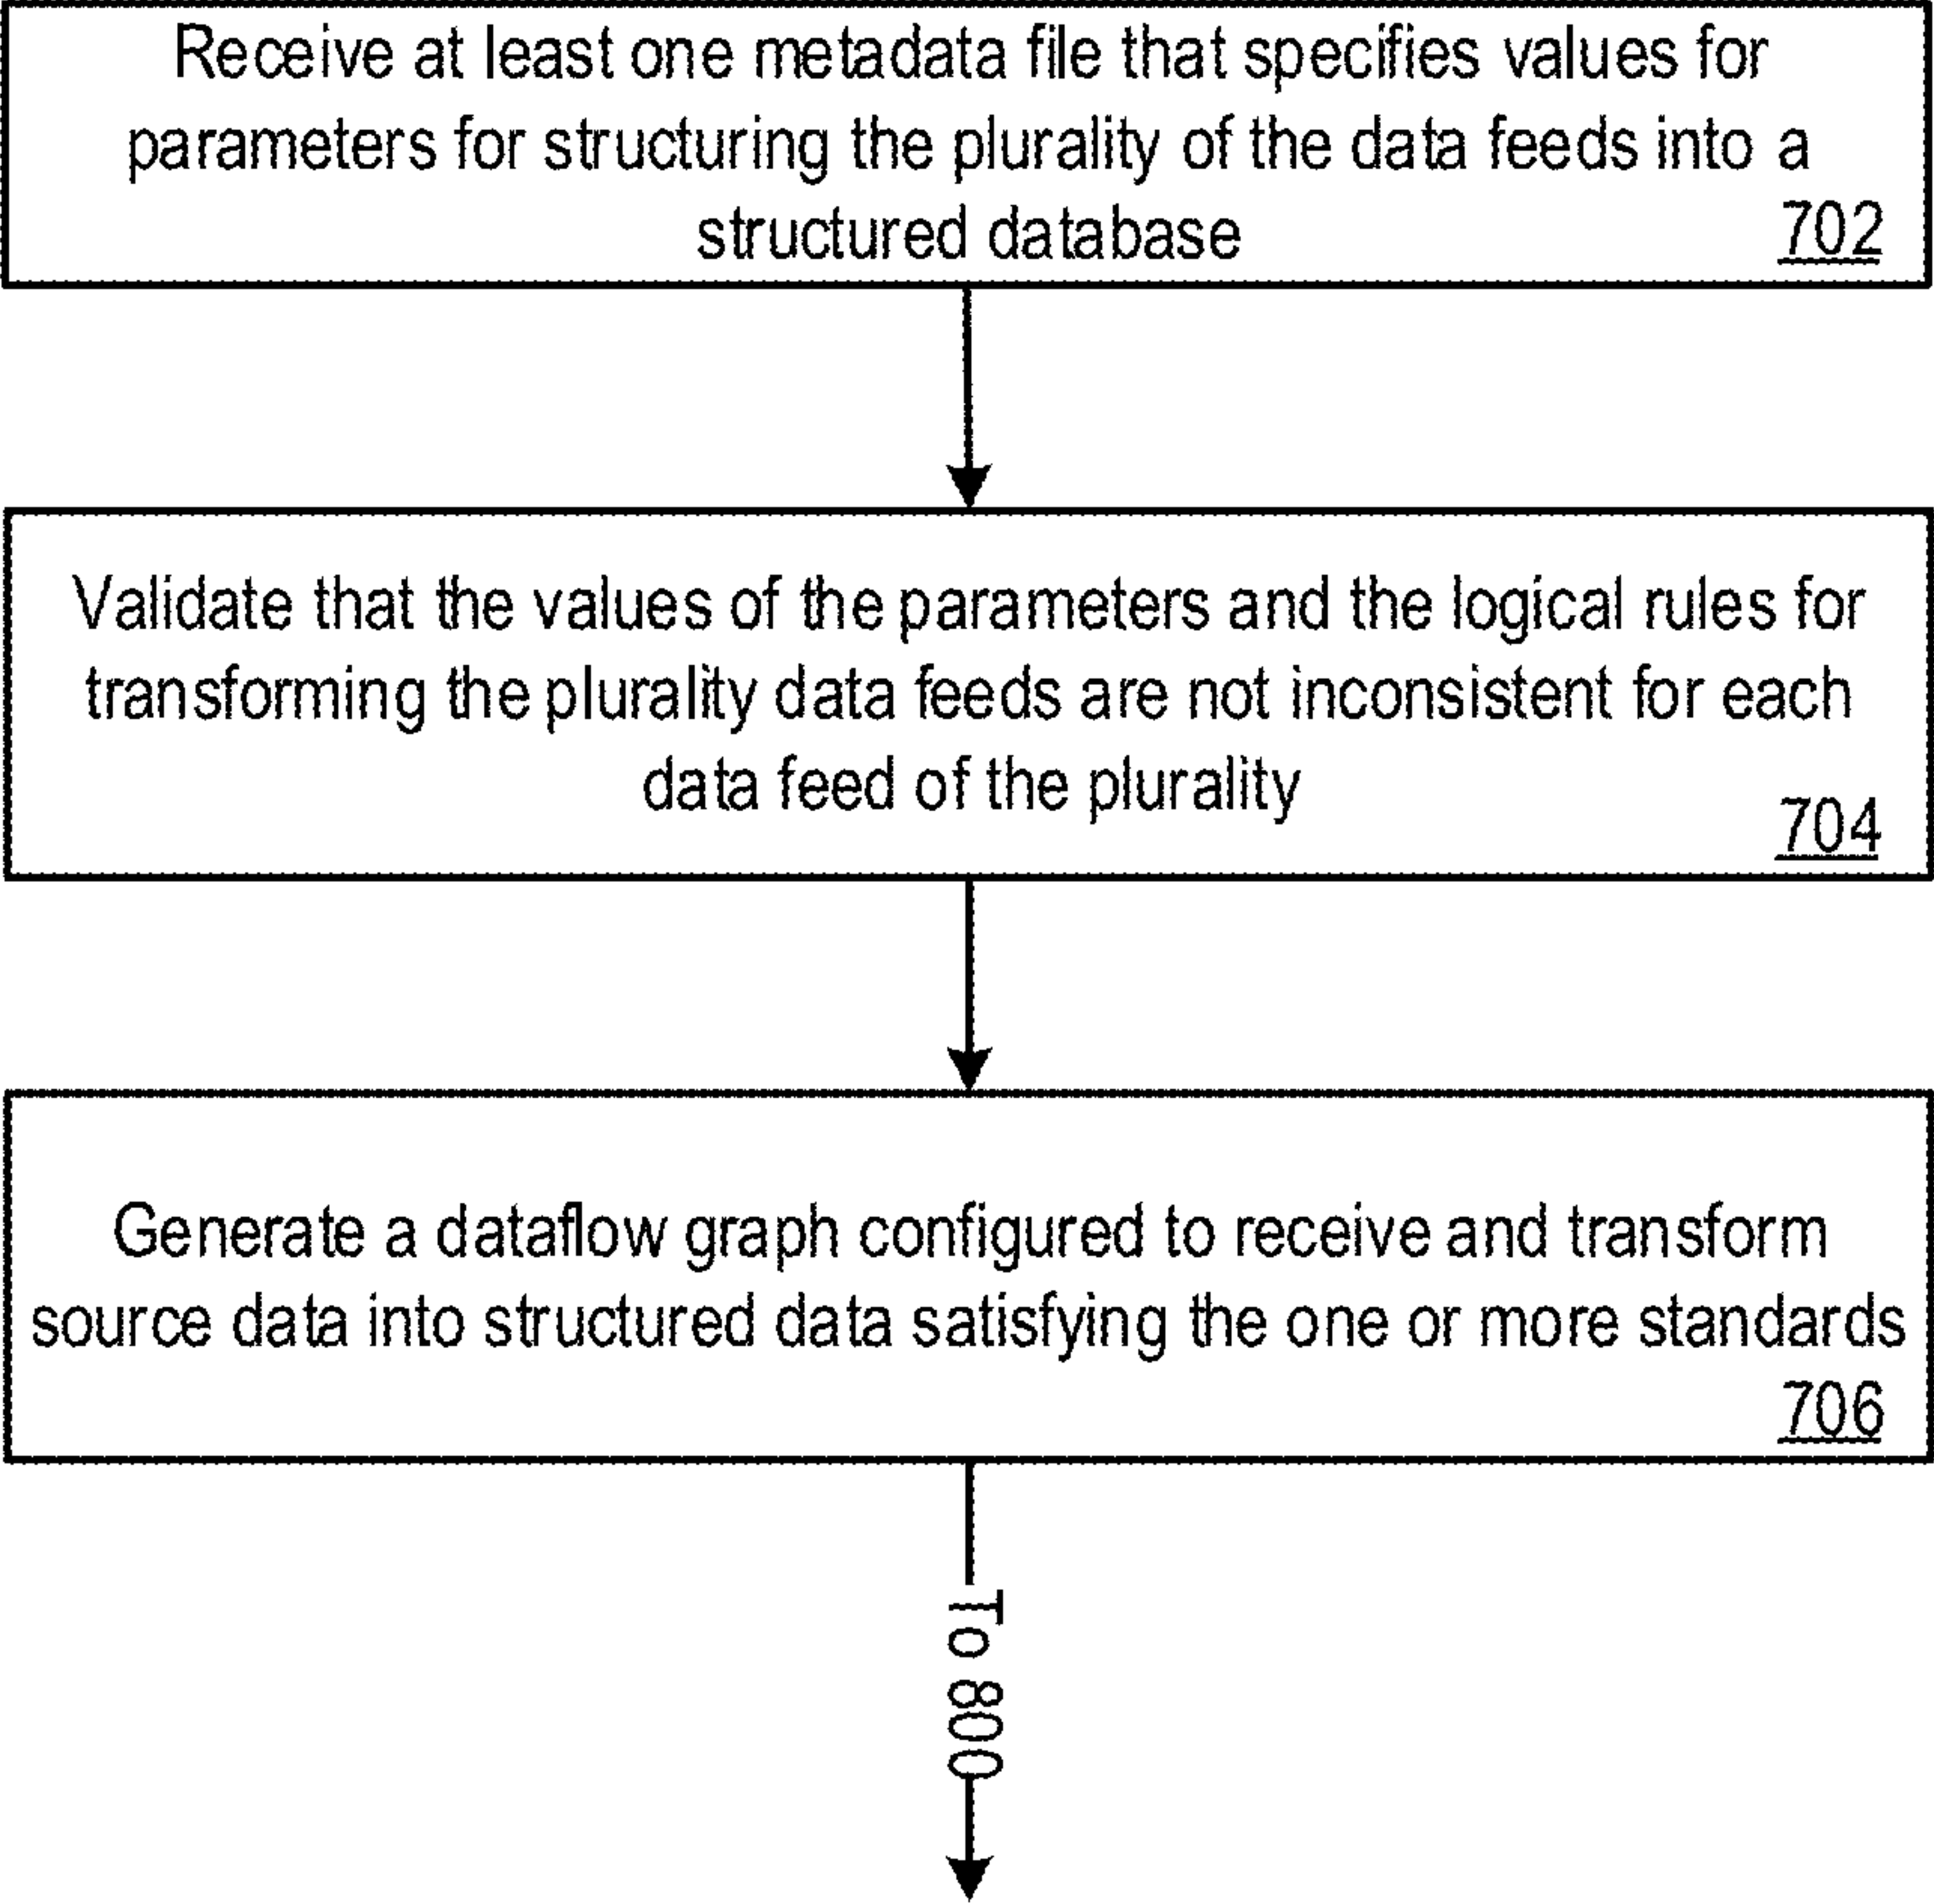 Receive at least one metadata file that specifies values for
parameters for structuring the plurality of the data feeds into a
structured database
702
Validate that the values of the parameters and the logical rules for
transforming the plurality data feeds are not inconsistent for each
data feed of the plurality
704
Generate a dataflow graph configured to receive and transform
source data into structured data satisfying the one or more standards
706
To 800